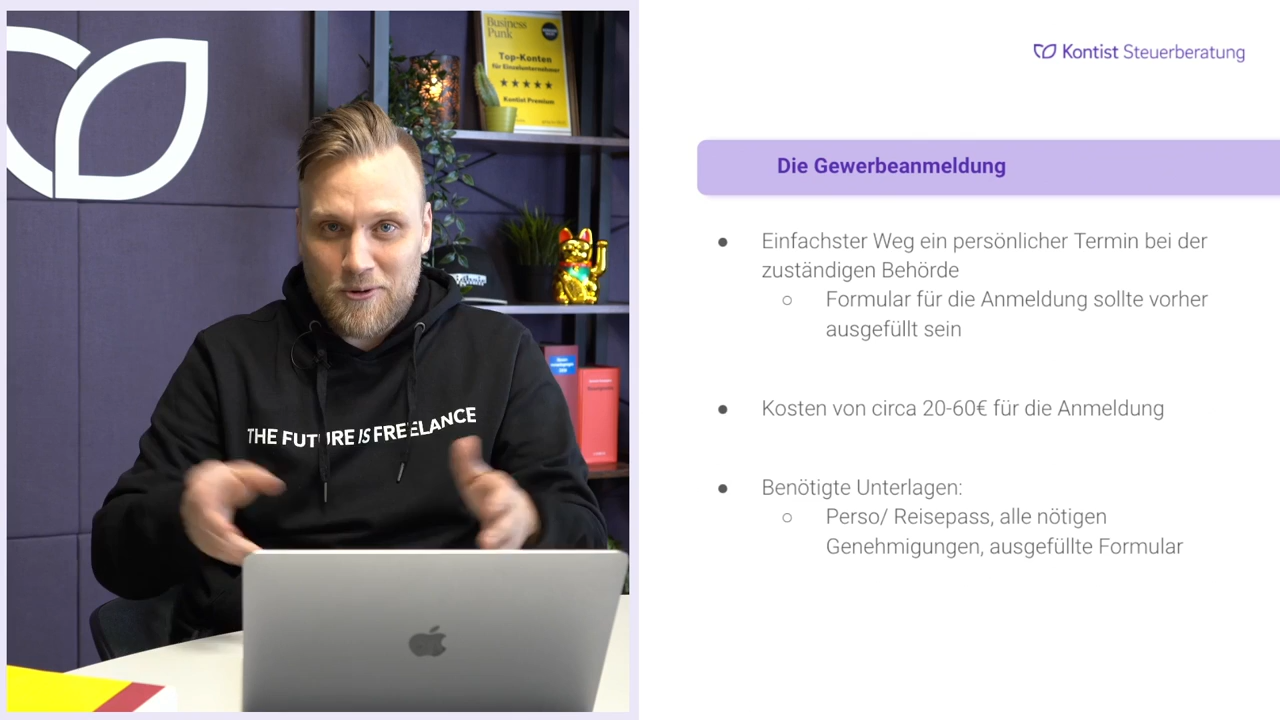 Business
Punk
Top-Konten
für Einzelunternehmer
Kontist Premium
THE FUTURE IS FREELANCE
Kontist Steuerberatung
Die Gewerbeanmeldung
● Einfachster Weg ein persönlicher Termin bei der
zuständigen Behörde
○ Formular für die Anmeldung sollte vorher
ausgefüllt sein
● Kosten von circa 20-60€ für die Anmeldung
● Benötigte Unterlagen:
○ Perso/ Reisepass, alle nötigen
Genehmigungen, ausgefüllte Formular